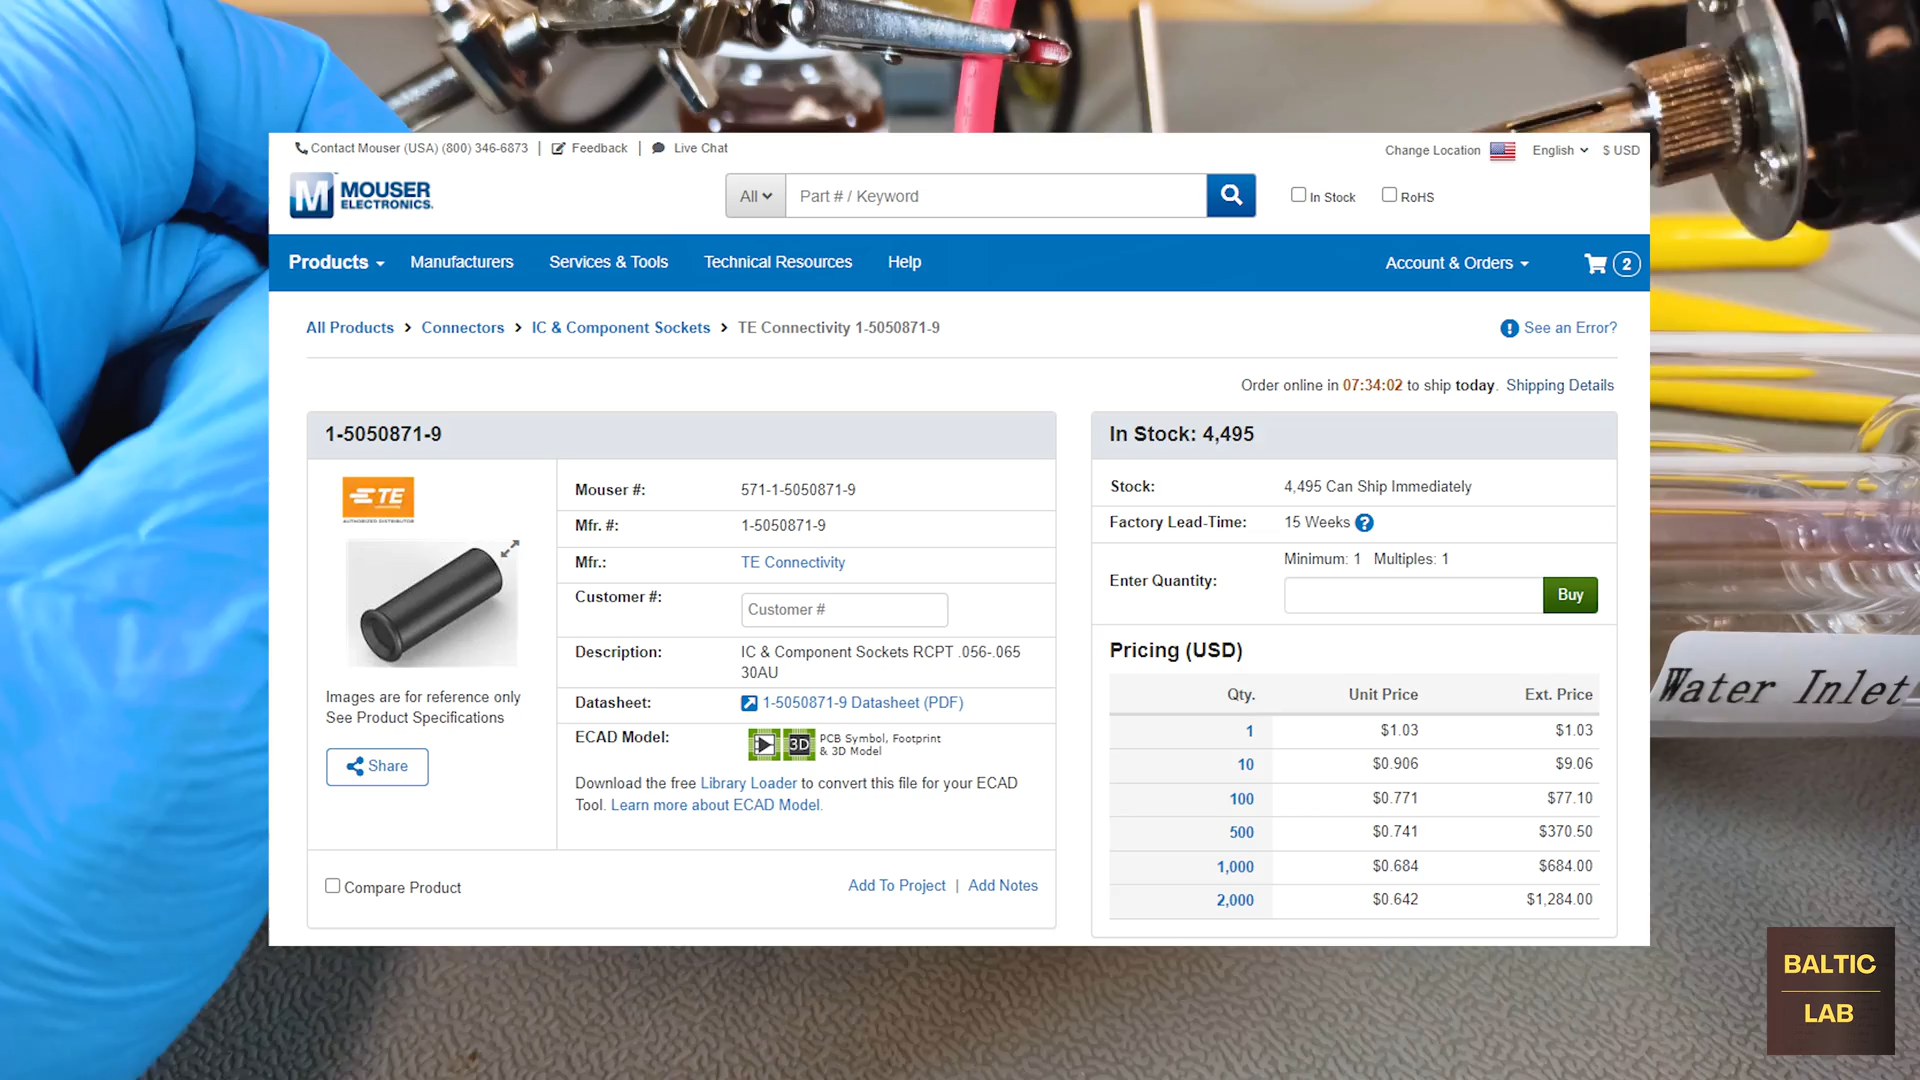 Contact Mouser (USA) (800) 346-6873 | Feedback | Live Chat
Change Location English $ USD
MOUSER
ELECTRONICS.
All Part # / Keyword In Stock RoHS
Products Manufacturers Services & Tools Technical Resources Help Account & Orders 2
All Products > Connectors > IC & Component Sockets > TE Connectivity 1-5050871-9
See an Error?
Order online in 07:34:02 to ship today. Shipping Details
1-5050871-9
TE
AUTHORIZED DISTRIBUTOR
Images are for reference only
See Product Specifications
Share
Mouser #: 571-1-5050871-9
Mfr. #: 1-5050871-9
Mfr.: TE Connectivity
Customer #: Customer #
Description: IC & Component Sockets RCPT .056-.065
30AU
Datasheet: 1-5050871-9 Datasheet (PDF)
ECAD Model: 3D PCB Symbol, Footprint
& 3D Model
Download the free Library Loader to convert this file for your ECAD
Tool. Learn more about ECAD Model.
Compare Product
Add To Project | Add Notes
In Stock: 4,495
Stock: 4,495 Can Ship Immediately
Factory Lead-Time: 15 Weeks ?
Minimum: 1 Multiples: 1
Enter Quantity: Buy
Pricing (USD)
Qty. Unit Price Ext. Price
1 $1.03 $1.03
10 $0.906 $9.06
100 $0.771 $77.10
500 $0.741 $370.50
1,000 $0.684 $684.00
2,000 $0.642 $1,284.00
Water Inlet
BALTIC
LAB